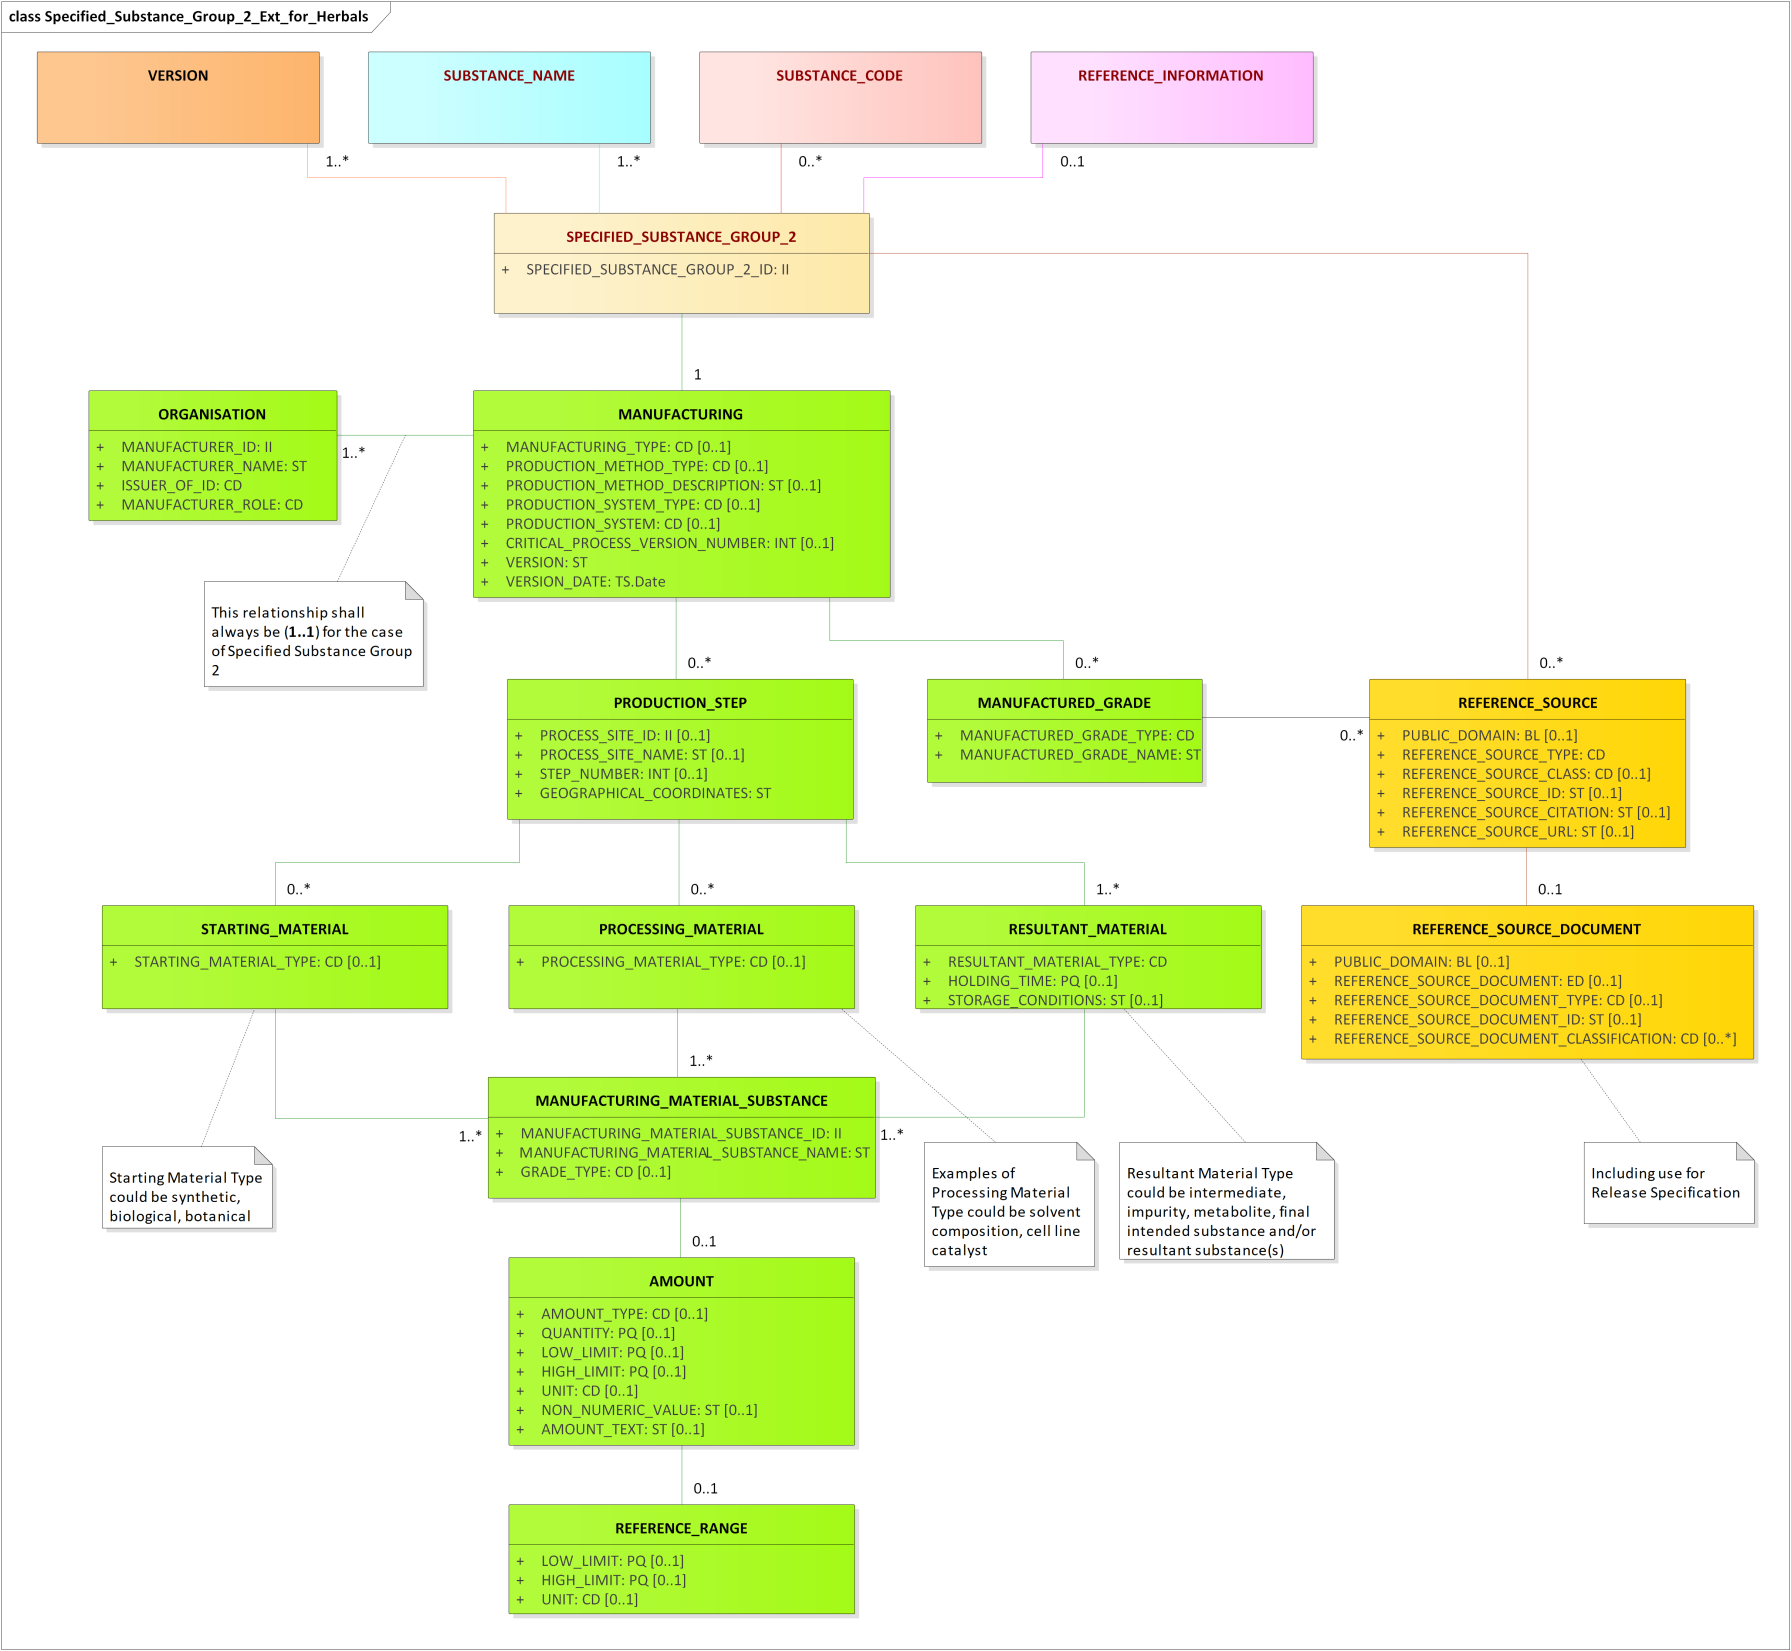 class Specified_Substance_Group_2_Ext_for_Herbals
VERSION
SUBSTANCE_NAME
SUBSTANCE_CODE
REFERENCE_INFORMATION
1..*
1..*
0..*
0..1
SPECIFIED_SUBSTANCE_GROUP_2
+ SPECIFIED_SUBSTANCE_GROUP_2_ID: II
1
ORGANISATION
+ MANUFACTURER_ID: II
+ MANUFACTURER_NAME: ST
+ ISSUER_OF_ID: CD
+ MANUFACTURER_ROLE: CD
1..*
MANUFACTURING
+ MANUFACTURING_TYPE: CD [0..1]
+ PRODUCTION_METHOD_TYPE: CD [0..1]
+ PRODUCTION_METHOD_DESCRIPTION: ST [0..1]
+ PRODUCTION_SYSTEM_TYPE: CD [0..1]
+ PRODUCTION_SYSTEM: CD [0..1]
+ CRITICAL_PROCESS_VERSION_NUMBER: INT [0..1]
+ VERSION: ST
+ VERSION_DATE: TS.Date
This relationship shall
always be (1..1) for the case
of Specified Substance Group
2
0..*
0..*
0..*
PRODUCTION_STEP
+ PROCESS_SITE_ID: II [0..1]
+ PROCESS_SITE_NAME: ST [0..1]
+ STEP_NUMBER: INT [0..1]
+ GEOGRAPHICAL_COORDINATES: ST
MANUFACTURED_GRADE
+ MANUFACTURED_GRADE_TYPE: CD
+ MANUFACTURED_GRADE_NAME: ST
0..*
REFERENCE_SOURCE
+ PUBLIC_DOMAIN: BL [0..1]
+ REFERENCE_SOURCE_TYPE: CD
+ REFERENCE_SOURCE_CLASS: CD [0..1]
+ REFERENCE_SOURCE_ID: ST [0..1]
+ REFERENCE_SOURCE_CITATION: ST [0..1]
+ REFERENCE_SOURCE_URL: ST [0..1]
0..*
0..*
1..*
0..1
STARTING_MATERIAL
+ STARTING_MATERIAL_TYPE: CD [0..1]
PROCESSING_MATERIAL
+ PROCESSING_MATERIAL_TYPE: CD [0..1]
RESULTANT_MATERIAL
+ RESULTANT_MATERIAL_TYPE: CD
+ HOLDING_TIME: PQ [0..1]
+ STORAGE_CONDITIONS: ST [0..1]
REFERENCE_SOURCE_DOCUMENT
+ PUBLIC_DOMAIN: BL [0..1]
+ REFERENCE_SOURCE_DOCUMENT: ED [0..1]
+ REFERENCE_SOURCE_DOCUMENT_TYPE: CD [0..1]
+ REFERENCE_SOURCE_DOCUMENT_ID: ST [0..1]
+ REFERENCE_SOURCE_DOCUMENT_CLASSIFICATION: CD [0..*]
1..*
1..*
MANUFACTURING_MATERIAL_SUBSTANCE
+ MANUFACTURING_MATERIAL_SUBSTANCE_ID: II
+ MANUFACTURING_MATERIAL_SUBSTANCE_NAME: ST
+ GRADE_TYPE: CD [0..1]
1..*
Starting Material Type
could be synthetic,
biological, botanical
Examples of
Processing Material
Type could be solvent
composition, cell line
catalyst
Resultant Material Type
could be intermediate,
impurity, metabolite, final
intended substance and/or
resultant substance(s)
Including use for
Release Specification
0..1
AMOUNT
+ AMOUNT_TYPE: CD [0..1]
+ QUANTITY: PQ [0..1]
+ LOW_LIMIT: PQ [0..1]
+ HIGH_LIMIT: PQ [0..1]
+ UNIT: CD [0..1]
+ NON_NUMERIC_VALUE: ST [0..1]
+ AMOUNT_TEXT: ST [0..1]
0..1
REFERENCE_RANGE
+ LOW_LIMIT: PQ [0..1]
+ HIGH_LIMIT: PQ [0..1]
+ UNIT: CD [0..1]